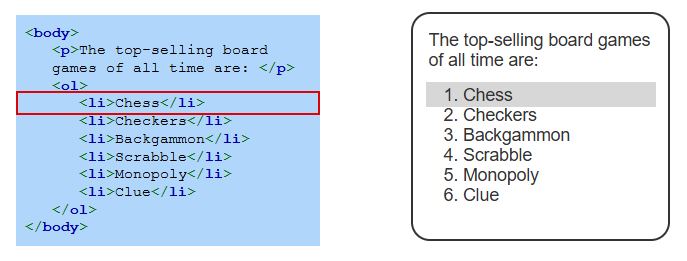 <body>
<p>The top-selling board
games of all time are: </p>
<ol>
<li>Chess</li>
<li>Checkers</li>
<li>Backgammon</li>
<li>Scrabble</li>
<li>Monopoly</li>
<li>Clue</li>
</ol>
</body>
The top-selling board games
of all time are:
1. Chess
2. Checkers
3. Backgammon
4. Scrabble
5. Monopoly
6. Clue